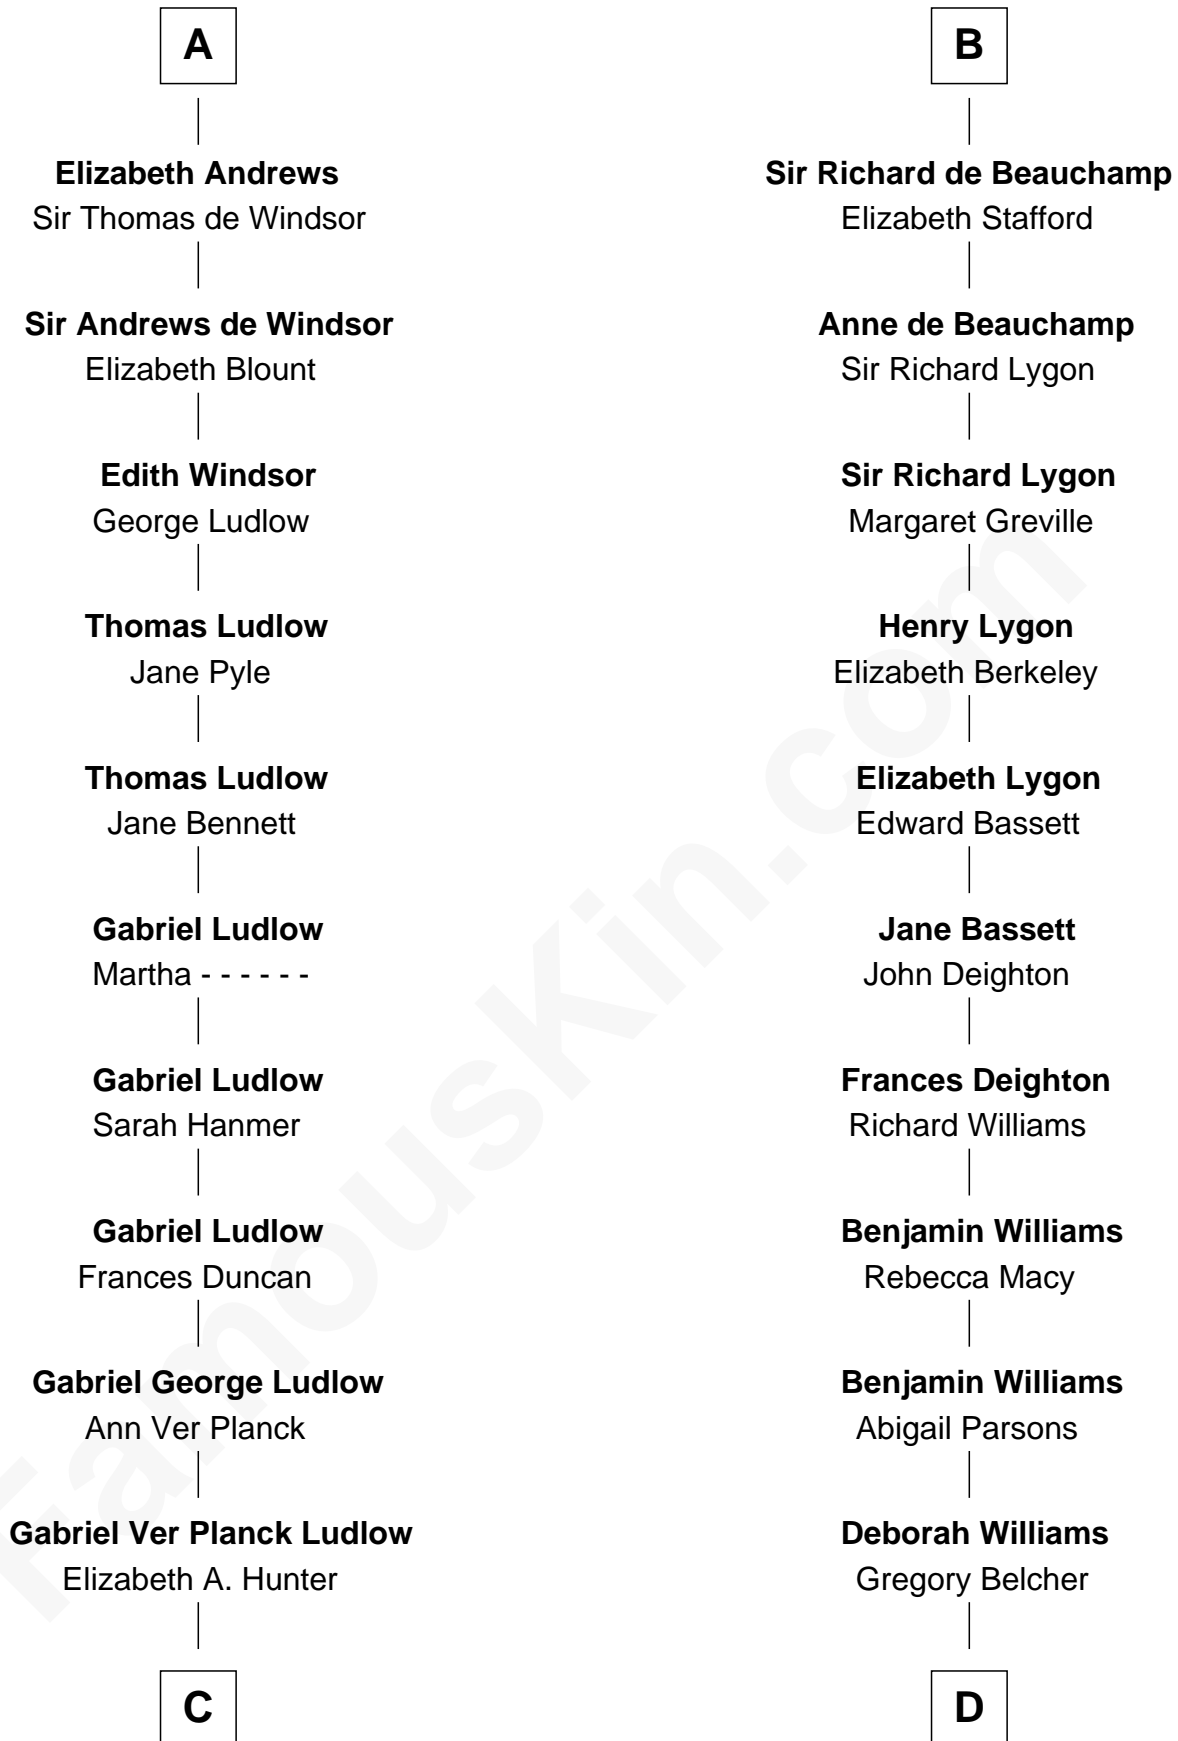 A
Elizabeth Andrews
Sir Thomas de Windsor
Sir Andrews de Windsor
Elizabeth Blount
Edith Windsor
George Ludlow
Thomas Ludlow
Jane Pyle
Thomas Ludlow
Jane Bennett
Gabriel Ludlow
Martha - - - - - -
Gabriel Ludlow
Sarah Hanmer
Gabriel Ludlow
Frances Duncan
Gabriel George Ludlow
Ann Ver Planck
Gabriel Ver Planck Ludlow
Elizabeth A. Hunter
C
B
Sir Richard de Beauchamp
Elizabeth Stafford
Anne de Beauchamp
Sir Richard Lygon
Sir Richard Lygon
Margaret Greville
Henry Lygon
Elizabeth Berkeley
Elizabeth Lygon
Edward Bassett
Jane Bassett
John Deighton
Frances Deighton
Richard Williams
Benjamin Williams
Rebecca Macy
Benjamin Williams
Abigail Parsons
Deborah Williams
Gregory Belcher
D
FamousKin.com